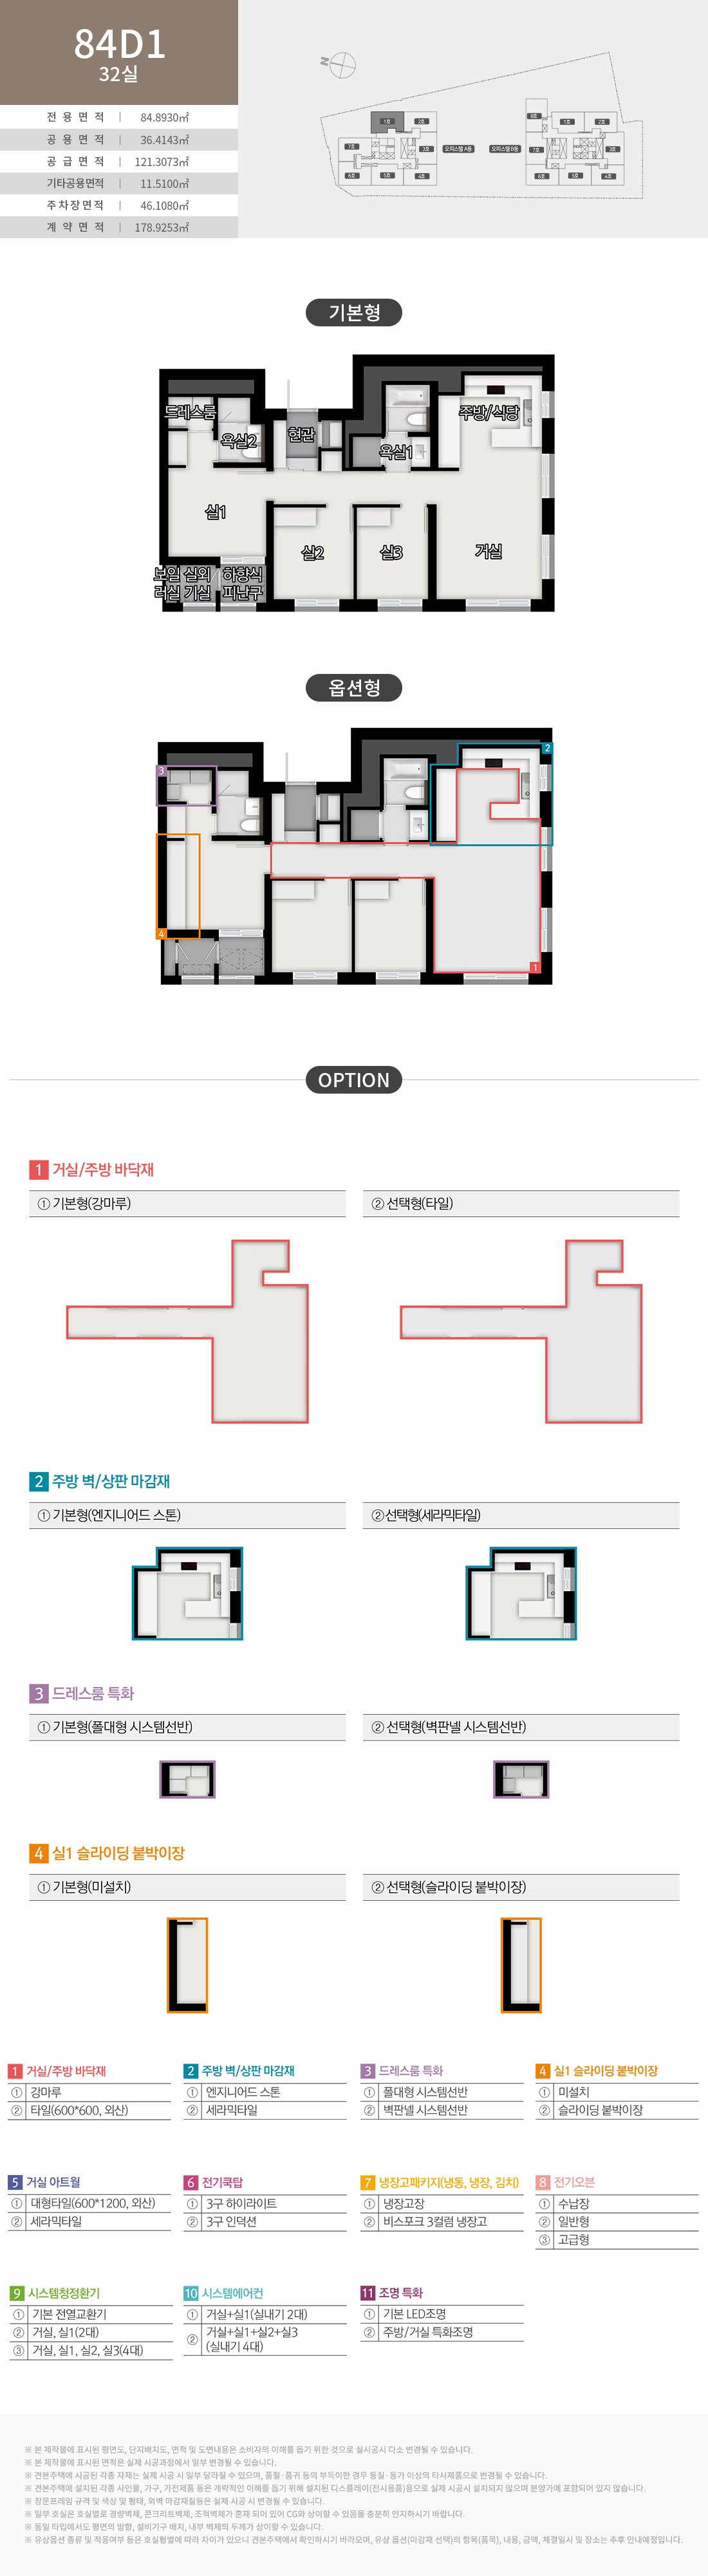 84D1
32실
전 용 면 적 | 84.8930㎡
공 용 면 적 | 36.4143㎡
공 급 면 적 | 121.3073㎡
기타공용면적 | 11.5100㎡
주차장면적 | 46.1080㎡
계 약 면 적 | 178.9253㎡
N
1호 2호 8호 1호 2호
7호 3호 오피스텔 A동 오피스텔 B동 7호 3호
6호 5호 4호 6호 5호 4호
기본형
드레스룸 욕실2 현관 욕실1 주방/식당
실1 실2 실3 거실
보일러실 실외기실 하향식 피난구
옵션형
3 2
4 1
OPTION
1 거실/주방 바닥재
① 기본형(강마루) ② 선택형(타일)
2 주방 벽/상판 마감재
① 기본형(엔지니어드 스톤) ②선택형(세라믹타일)
3 드레스룸 특화
① 기본형(폴대형 시스템선반) ② 선택형(벽판넬 시스템선반)
4 실1 슬라이딩 붙박이장
① 기본형(미설치) ② 선택형(슬라이딩 붙박이장)
1 거실/주방 바닥재
① 강마루
② 타일(600*600, 외산)
2 주방 벽/상판 마감재
① 엔지니어드 스톤
② 세라믹타일
3 드레스룸 특화
① 폴대형 시스템선반
② 벽판넬 시스템선반
4 실1 슬라이딩 붙박이장
① 미설치
② 슬라이딩 붙박이장
5 거실 아트월
① 대형타일(600*1200, 외산)
② 세라믹타일
6 전기쿡탑
① 3구 하이라이트
② 3구 인덕션
7 냉장고패키지(냉동, 냉장, 김치)
① 냉장고장
② 비스포크 3컬럼 냉장고
8 전기오븐
① 수납장
② 일반형
③ 고급형
9 시스템청정환기
① 기본 전열교환기
② 거실, 실1(2대)
③ 거실, 실1, 실2, 실3(4대)
10 시스템에어컨
① 거실+실1(실내기 2대)
② 거실+실1+실2+실3
(실내기 4대)
11 조명 특화
① 기본 LED조명
② 주방/거실 특화조명
※ 본 제작물에 표시된 평면도, 단지배치도, 면적 및 도면내용은 소비자의 이해를 돕기 위한 것으로 실시공시 다소 변경될 수 있습니다.
※ 본 제작물에 표시된 면적은 실제 시공과정에서 일부 변경될 수 있습니다.
※ 견본주택에 시공된 각종 자재는 실제 시공 시 일부 달라질 수 있으며, 품절·품귀 등의 부득이한 경우 동질·동가 이상의 타사제품으로 변경될 수 있습니다.
※ 견본주택에 설치된 각종 사인물, 가구, 가전제품 등은 개략적인 이해를 돕기 위해 설치된 디스플레이(전시용품)용으로 실제 시공시 설치되지 않으며 분양가에 포함되어 있지 않습니다.
※ 창문프레임 규격 및 색상 및 형태, 외벽 마감재질등은 실제 시공 시 변경될 수 있습니다.
※ 일부 호실은 호실별로 경량벽체, 콘크리트벽체, 조적벽체가 혼재 되어 있어 CG와 상이할 수 있음을 충분히 인지하시기 바랍니다.
※ 동일 타입에서도 평면의 방향, 설비기구 배치, 내부 벽체의 두께가 상이할 수 있습니다.
※ 유상옵션 종류 및 적용여부 등은 호실형별에 따라 차이가 있으니 견본주택에서 확인하시기 바라오며, 유상 옵션(마감재 선택)의 항목(품목), 내용, 금액, 체결일시 및 장소는 추후 안내예정입니다.